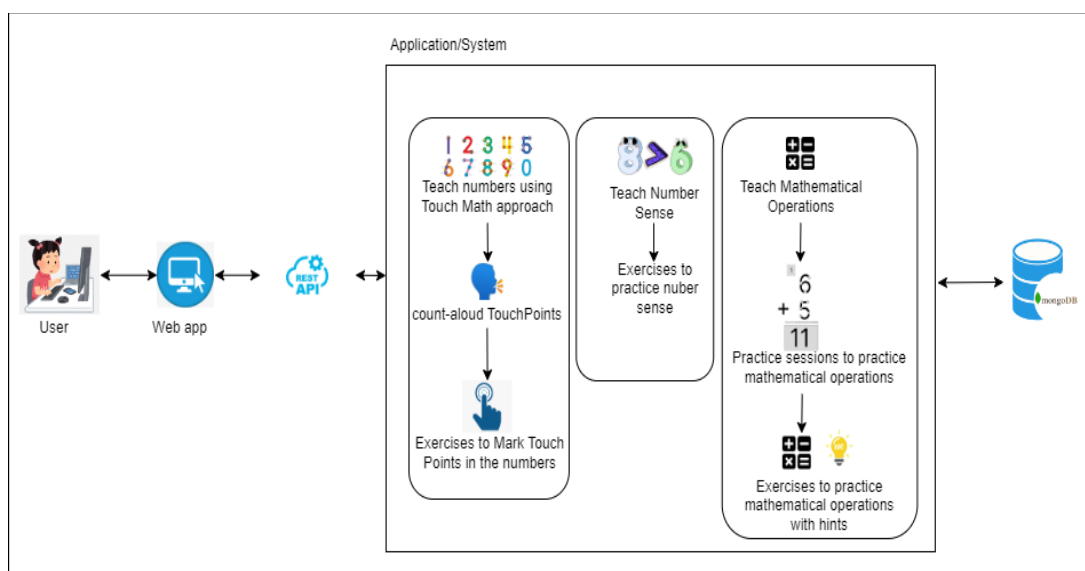 Application/System
1 2 3 4 5
6 7 8 9 0
Teach numbers using
Touch Math approach
count-aloud TouchPoints
Exercises to Mark Touch
Points in the numbers
8 > 6
Teach Number
Sense
Exercises to
practice nuber
sense
Teach Mathematical
Operations
1
6
+ 5
11
Practice sessions to practice
mathematical operations
Exercises to practice
mathematical operations
with hints
User
Web app
REST
API
mongoDB